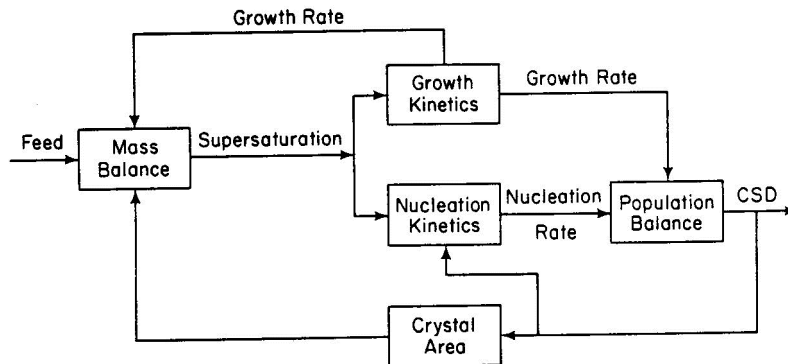 Growth Rate
Growth
Kinetics
Growth Rate
Feed
Mass
Balance
Supersaturation
Nucleation
Kinetics
Nucleation
Rate
Population
Balance
CSD
Crystal
Area